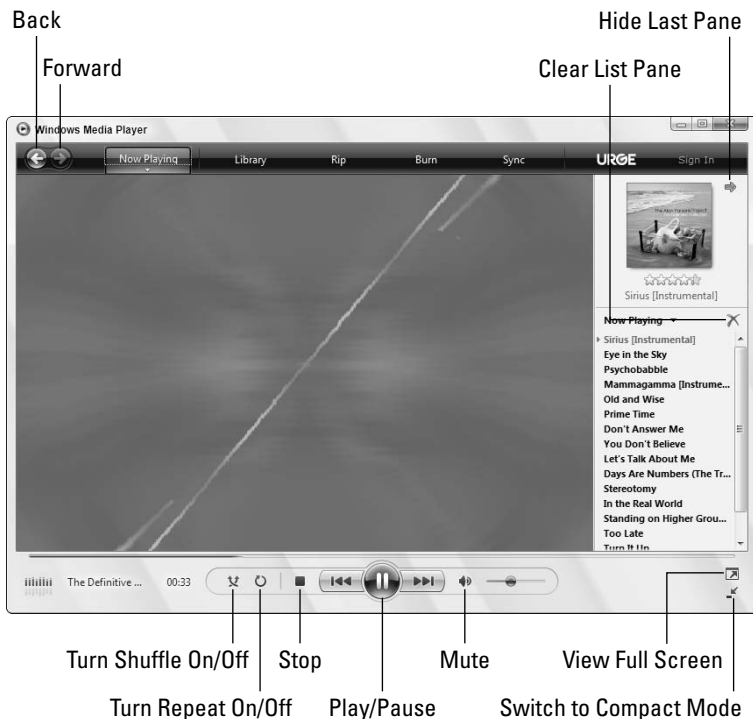 Back
Hide Last Pane
Forward
Clear List Pane
Windows Media Player
Now Playing
Library
Rip
Burn
Sync
URGE
Sign In
The Alan Parsons Project
Sirius [Instrumental]
Now Playing
Sirius [Instrumental]
Eye in the Sky
Psychobabble
Mammagamma [Instrume...
Old and Wise
Prime Time
Don't Answer Me
You Don't Believe
Let's Talk About Me
Days Are Numbers (The Tr...
Stereotomy
In the Real World
Standing on Higher Grou...
Too Late
Turn It Up
The Definitive ...
00:33
Turn Shuffle On/Off
Stop
Mute
View Full Screen
Turn Repeat On/Off
Play/Pause
Switch to Compact Mode